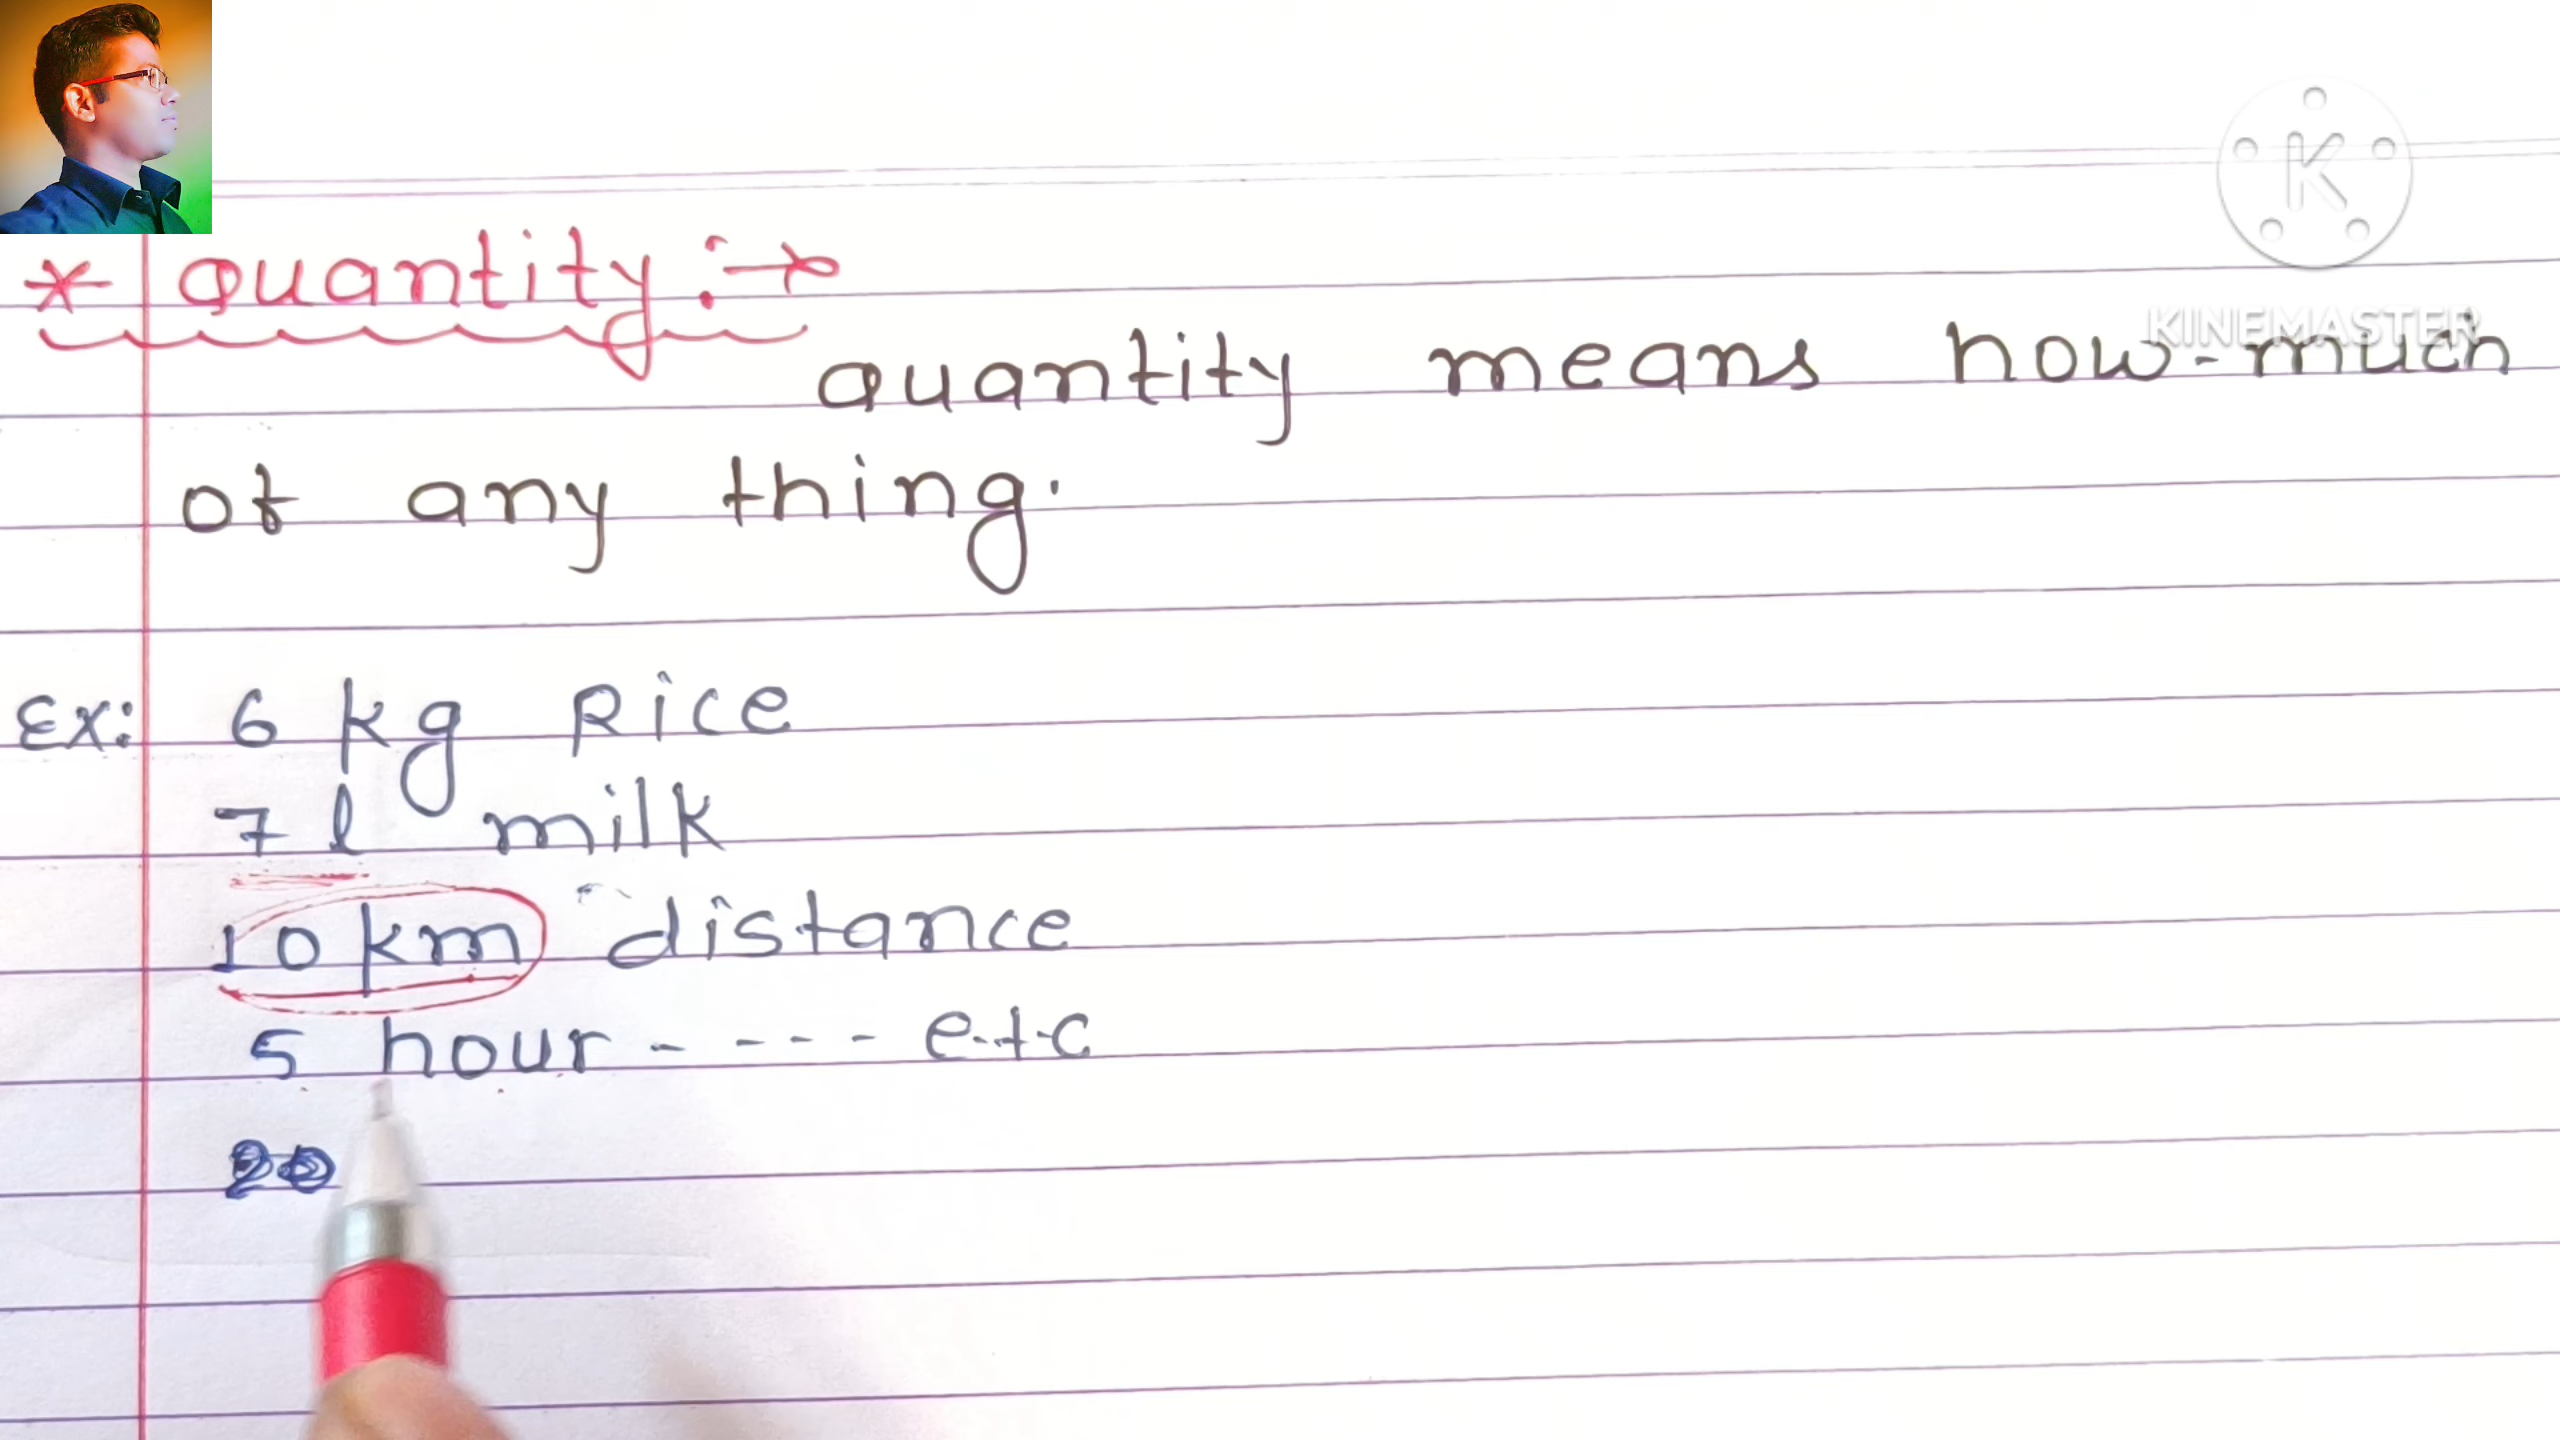 K
KINEMASTER
* quantity :→
quantity means how-much
of any thing.
Ex: 6 kg Rice
7 l milk
10 km distance
5 hour - - - - e.t.c
20